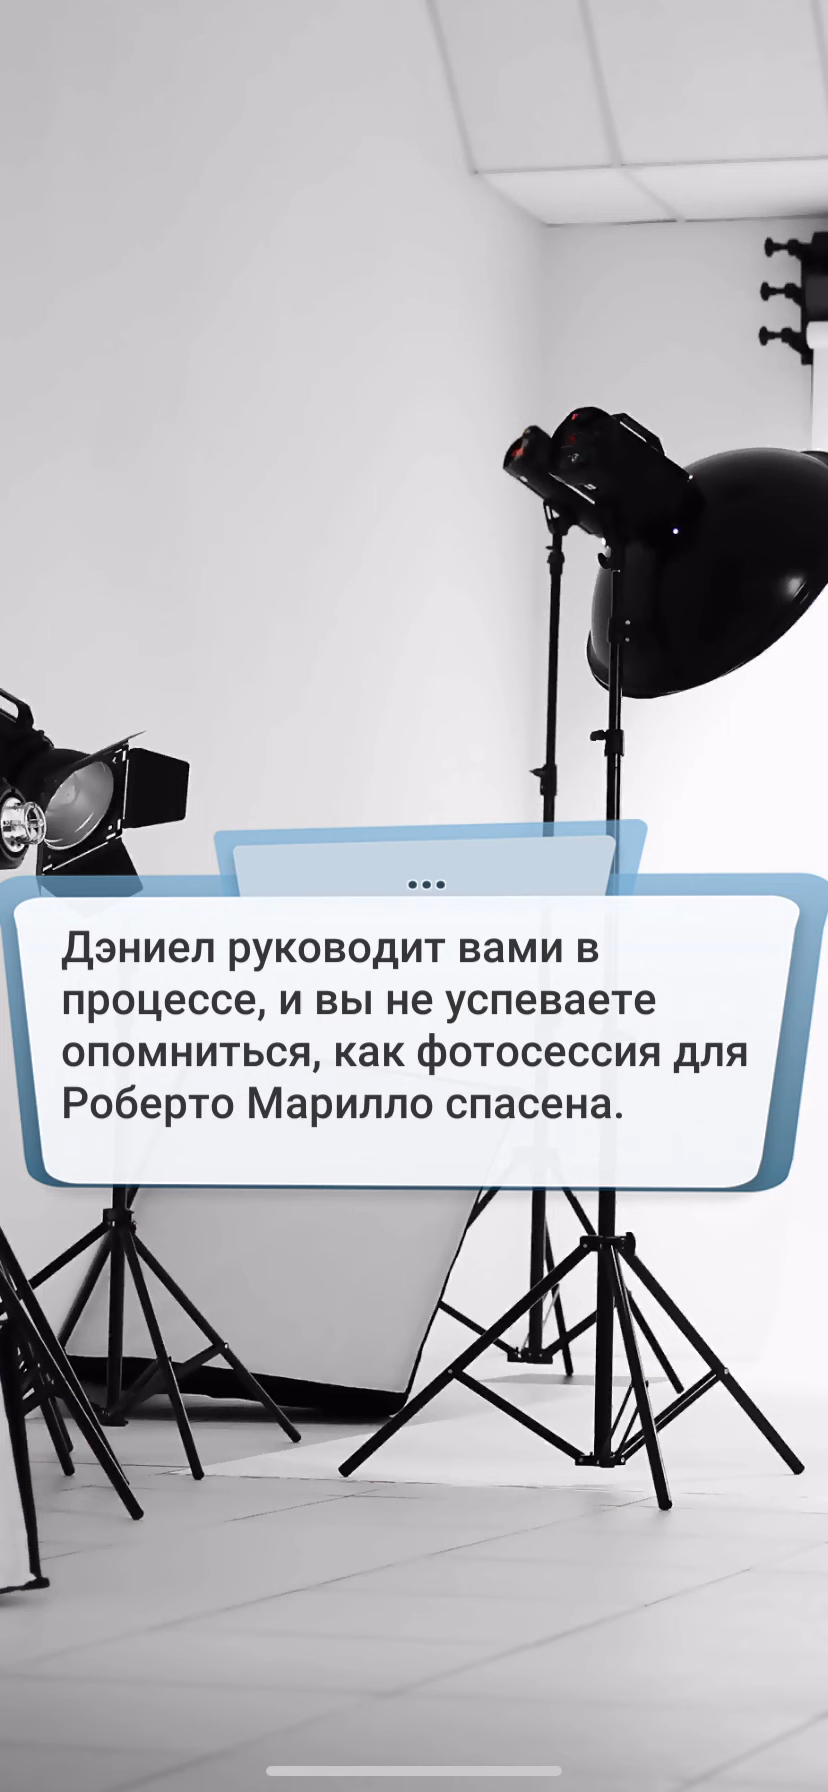 ...
Дэниел руководит вами в
процессе, и вы не успеваете
опомниться, как фотосессия для
Роберто Марилло спасена.